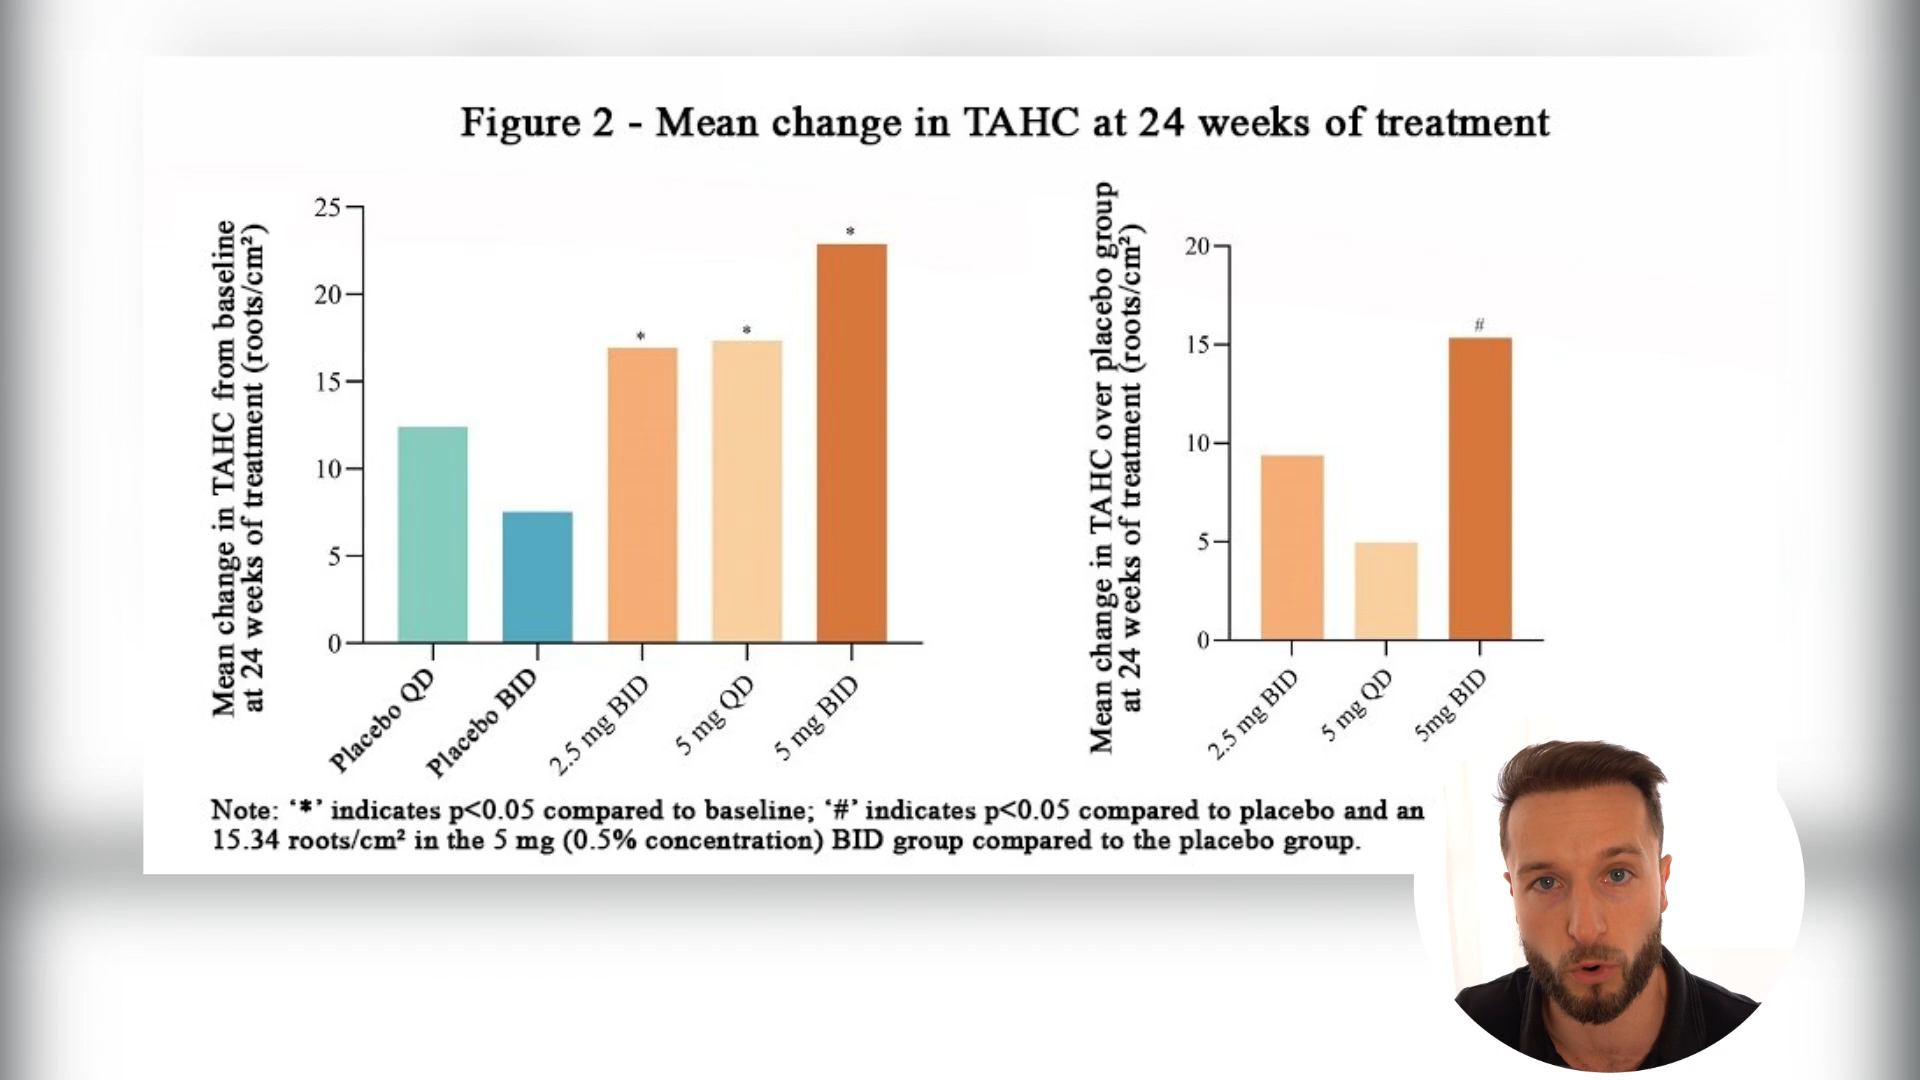 Figure 2 - Mean change in TAHC at 24 weeks of treatment
Mean change in TAHC from baseline
at 24 weeks of treatment (roots/cm²)
25
20
15
10
5
0
Placebo QD
Placebo BID
2.5 mg BID
5 mg QD
5 mg BID
*
*
*
Mean change in TAHC over placebo group
at 24 weeks of treatment (roots/cm²)
20
15
10
5
0
2.5 mg BID
5 mg QD
5mg BID
#
Note: ‘*’ indicates p<0.05 compared to baseline; ‘#’ indicates p<0.05 compared to placebo and an
15.34 roots/cm² in the 5 mg (0.5% concentration) BID group compared to the placebo group.